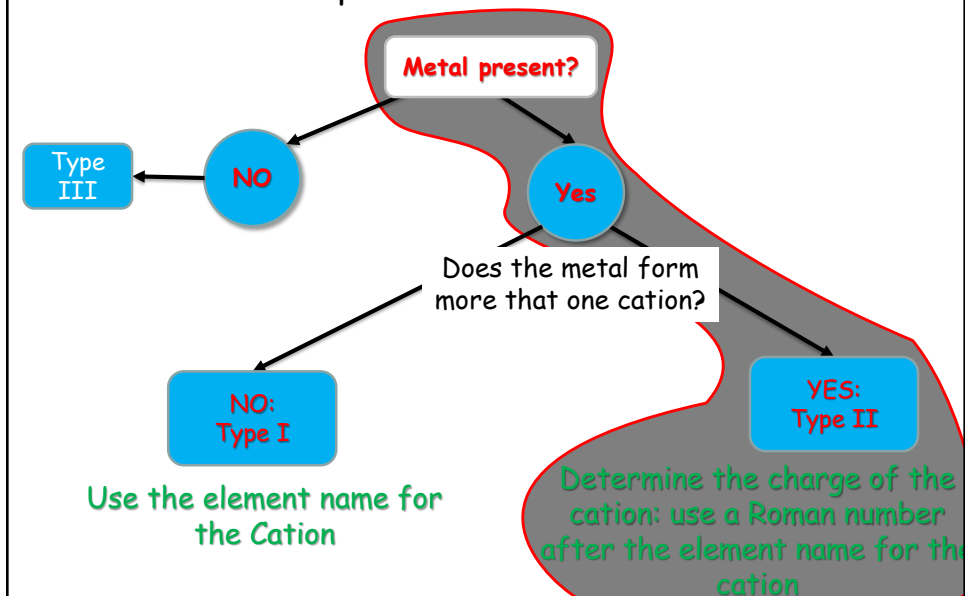 Metal present?
Type
III
NO
Yes
Does the metal form
more that one cation?
NO:
Type I
YES:
Type II
Use the element name for
the Cation
Determine the charge of the
cation: use a Roman number
after the element name for the
cation